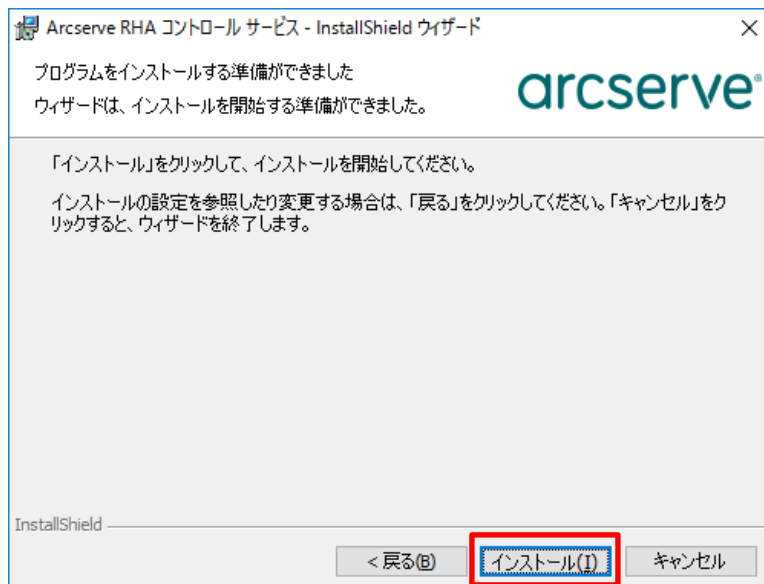 Arcserve RHA コントロール サービス - InstallShield ウィザード
プログラムをインストールする準備ができました
ウィザードは、インストールを開始する準備ができました。
arcserve®
「インストール」をクリックして、インストールを開始してください。
インストールの設定を参照したり変更する場合は、「戻る」をクリックしてください。「キャンセル」をク
リックすると、ウィザードを終了します。
InstallShield
< 戻る(B)
インストール(I)
キャンセル